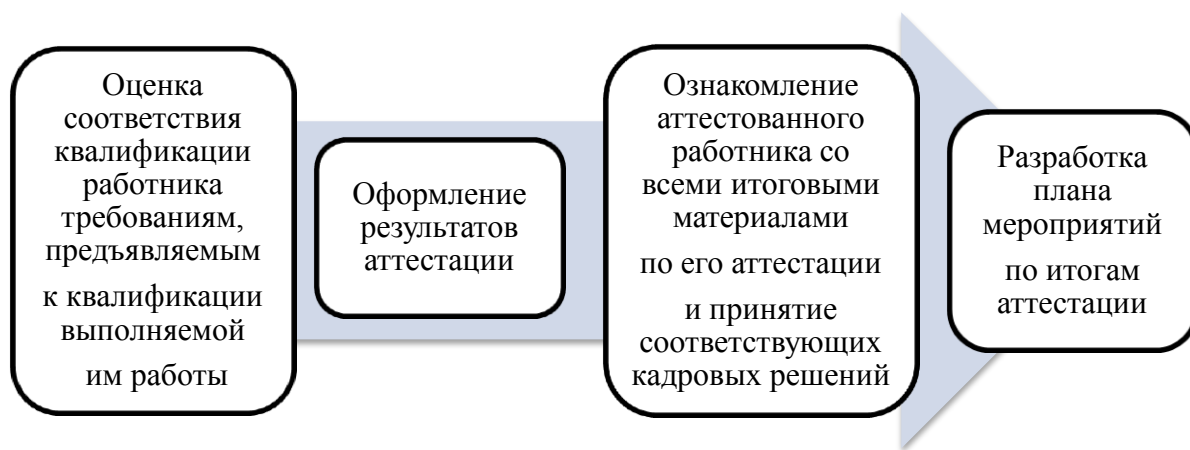 Оценка
соответствия
квалификации
работника
требованиям,
предъявляемым
к квалификации
выполняемой
им работы
Оформление
результатов
аттестации
Ознакомление
аттестованного
работника со
всеми итоговыми
материалами
по его аттестации
и принятие
соответствующих
кадровых решений
Разработка
плана
мероприятий
по итогам
аттестации